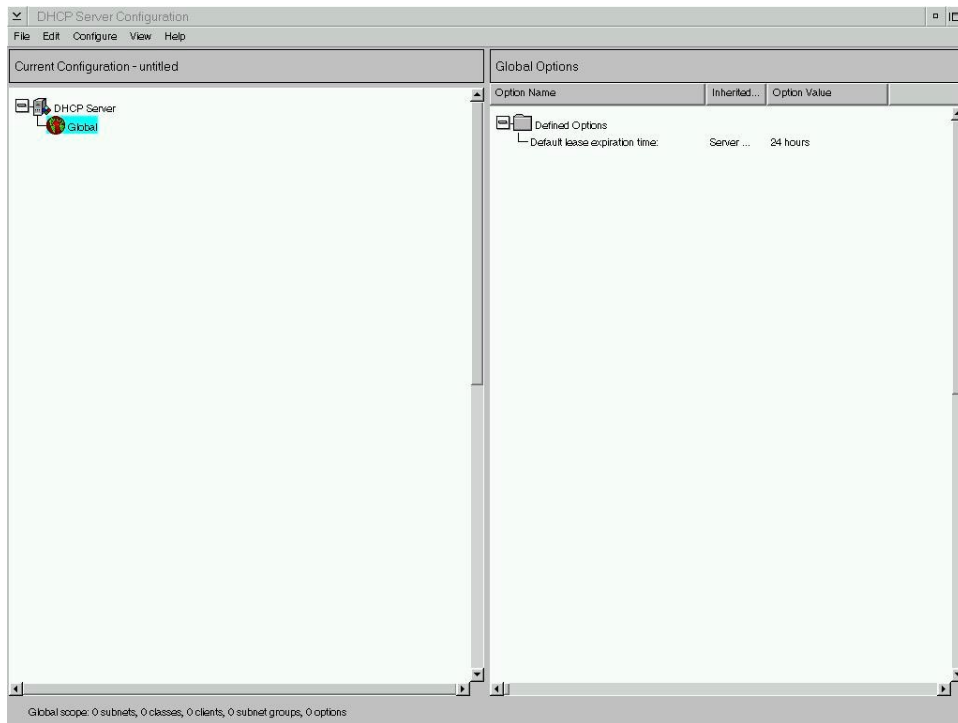 DHCP Server Configuration
File Edit Configure View Help
Current Configuration - untitled
Global Options
DHCP Server
Global
Option Name Inherited... Option Value
Defined Options
Default lease expiration time: Server ... 24 hours
Global scope: 0 subnets, 0 classes, 0 clients, 0 subnet groups, 0 options